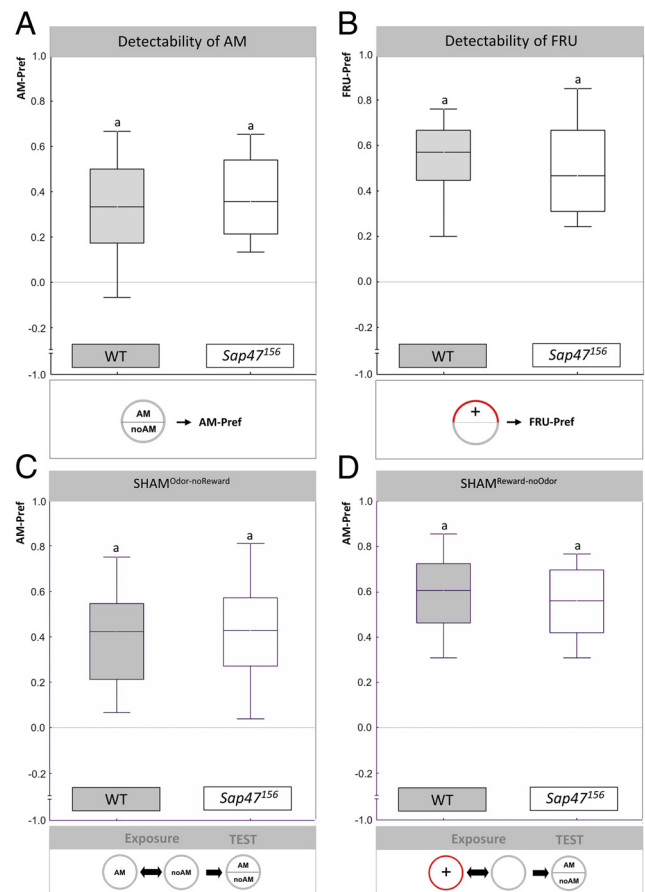 A
Detectability of AM
AM-Pref
1.0
0.8
0.6
0.4
0.2
0.0
-0.2
-1.0
a
a
WT
Sap47156
AM
noAM
AM-Pref
B
Detectability of FRU
FRU-Pref
1.0
0.8
0.6
0.4
0.2
0.0
-0.2
-1.0
a
a
WT
Sap47156
+
FRU-Pref
C
SHAMOdor-noReward
AM-Pref
1.0
0.8
0.6
0.4
0.2
0.0
-0.2
-1.0
a
a
WT
Sap47156
Exposure TEST
AM noAM AM
noAM
D
SHAMReward-noOdor
AM-Pref
1.0
0.8
0.6
0.4
0.2
0.0
-0.2
-1.0
a
a
WT
Sap47156
Exposure TEST
+ AM
noAM